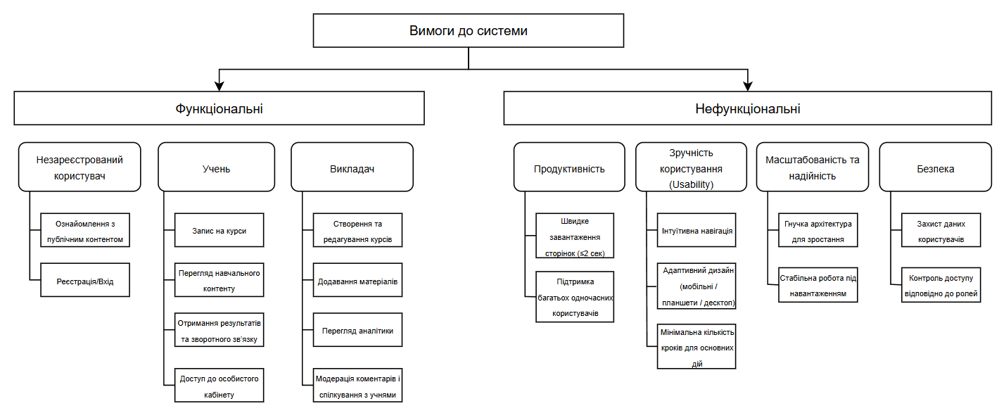 Вимоги до системи
Функціональні
Незареєстрований
користувач
Ознайомлення з
публічним контентом
Реєстрація/Вхід
Учень
Запис на курси
Перегляд навчального
контенту
Отримання результатів
та зворотного зв’язку
Доступ до особистого
кабінету
Викладач
Створення та
редагування курсів
Додавання матеріалів
Перегляд аналітики
Модерація коментарів і
спілкування з учнями
Нефункціональні
Продуктивність
Швидке
завантаження
сторінок (≤2 сек)
Підтримка
багатьох одночасних
користувачів
Зручність
користування
(Usability)
Інтуїтивна навігація
Адаптивний дизайн
(мобільні /
планшети / десктоп)
Мінімальна кількість
кроків для основних
дій
Масштабованість та
надійність
Гнучка архітектура
для зростання
Стабільна робота під
навантаженням
Безпека
Захист даних
користувачів
Контроль доступу
відповідно до ролей